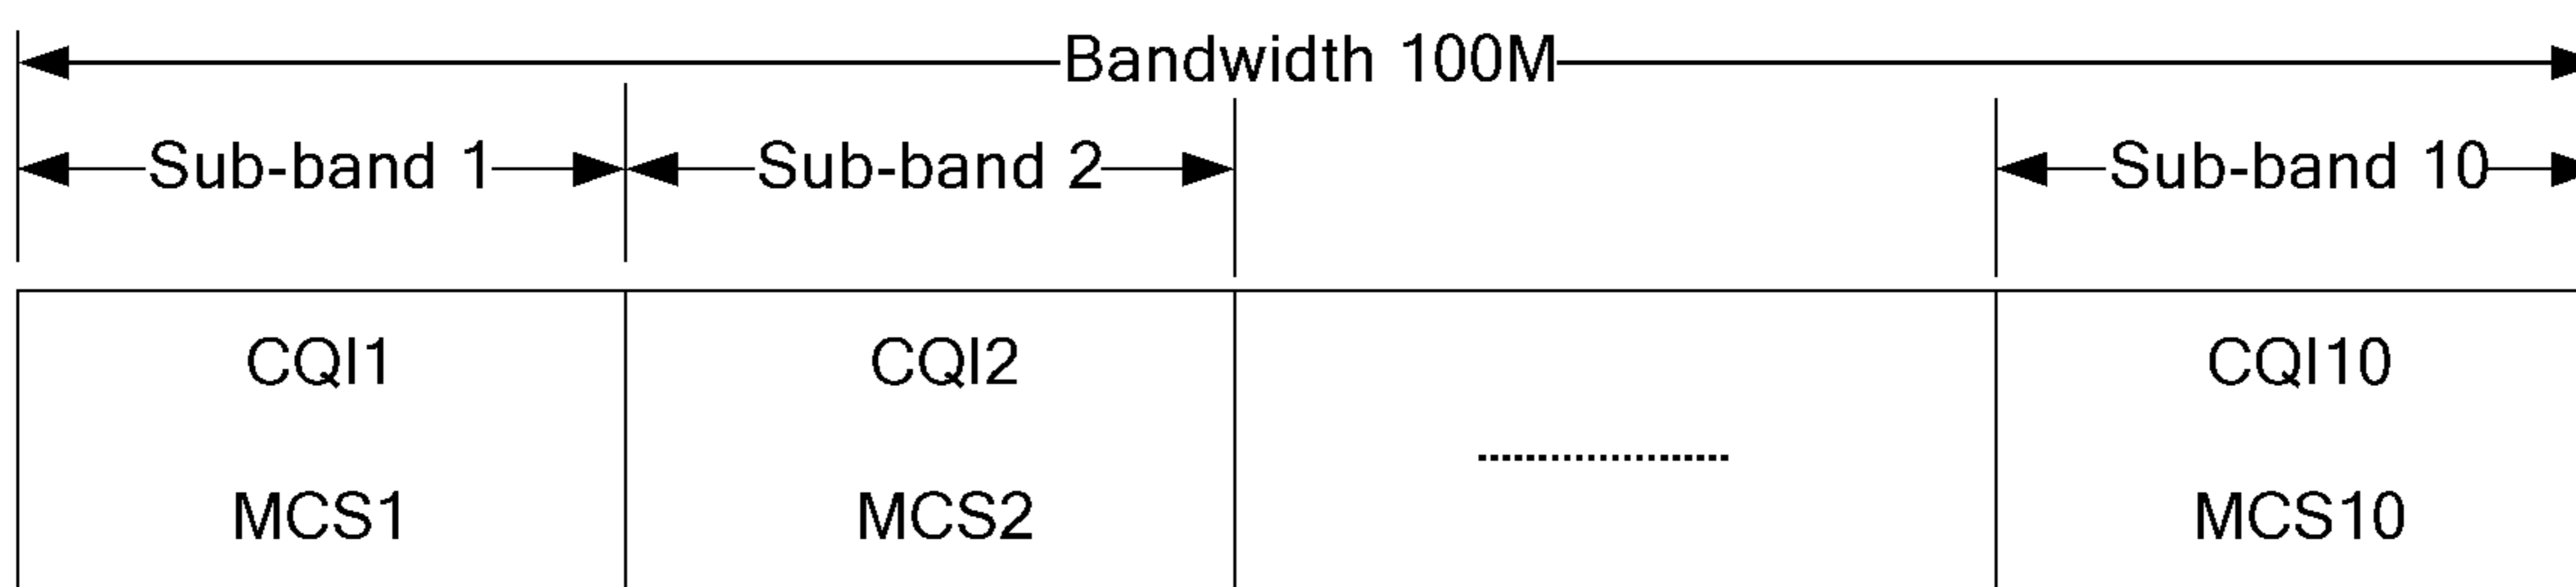 Bandwidth 100M
Sub-band 1 Sub-band 2 Sub-band 10
CQI1 CQI2 CQI10
MCS1 MCS2 MCS10